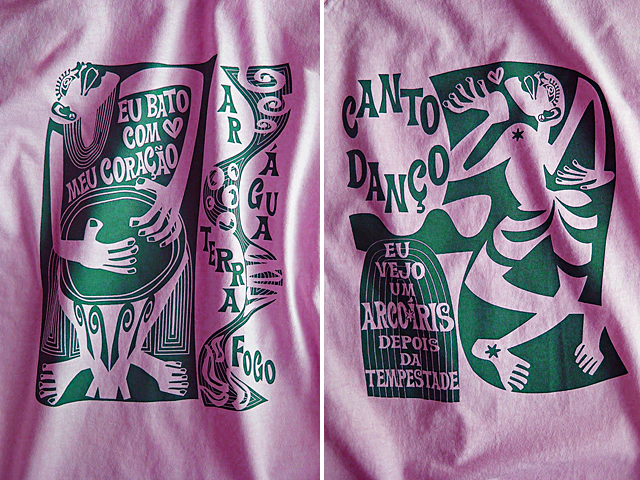 EU BATO
COM
MEU CORAÇÃO
AR
ÁGUA
TERRA
FOGO
CANTO
DANÇO
EU
VEJO
UM
ARCO-ÍRIS
DEPOIS
DA
TEMPESTADE